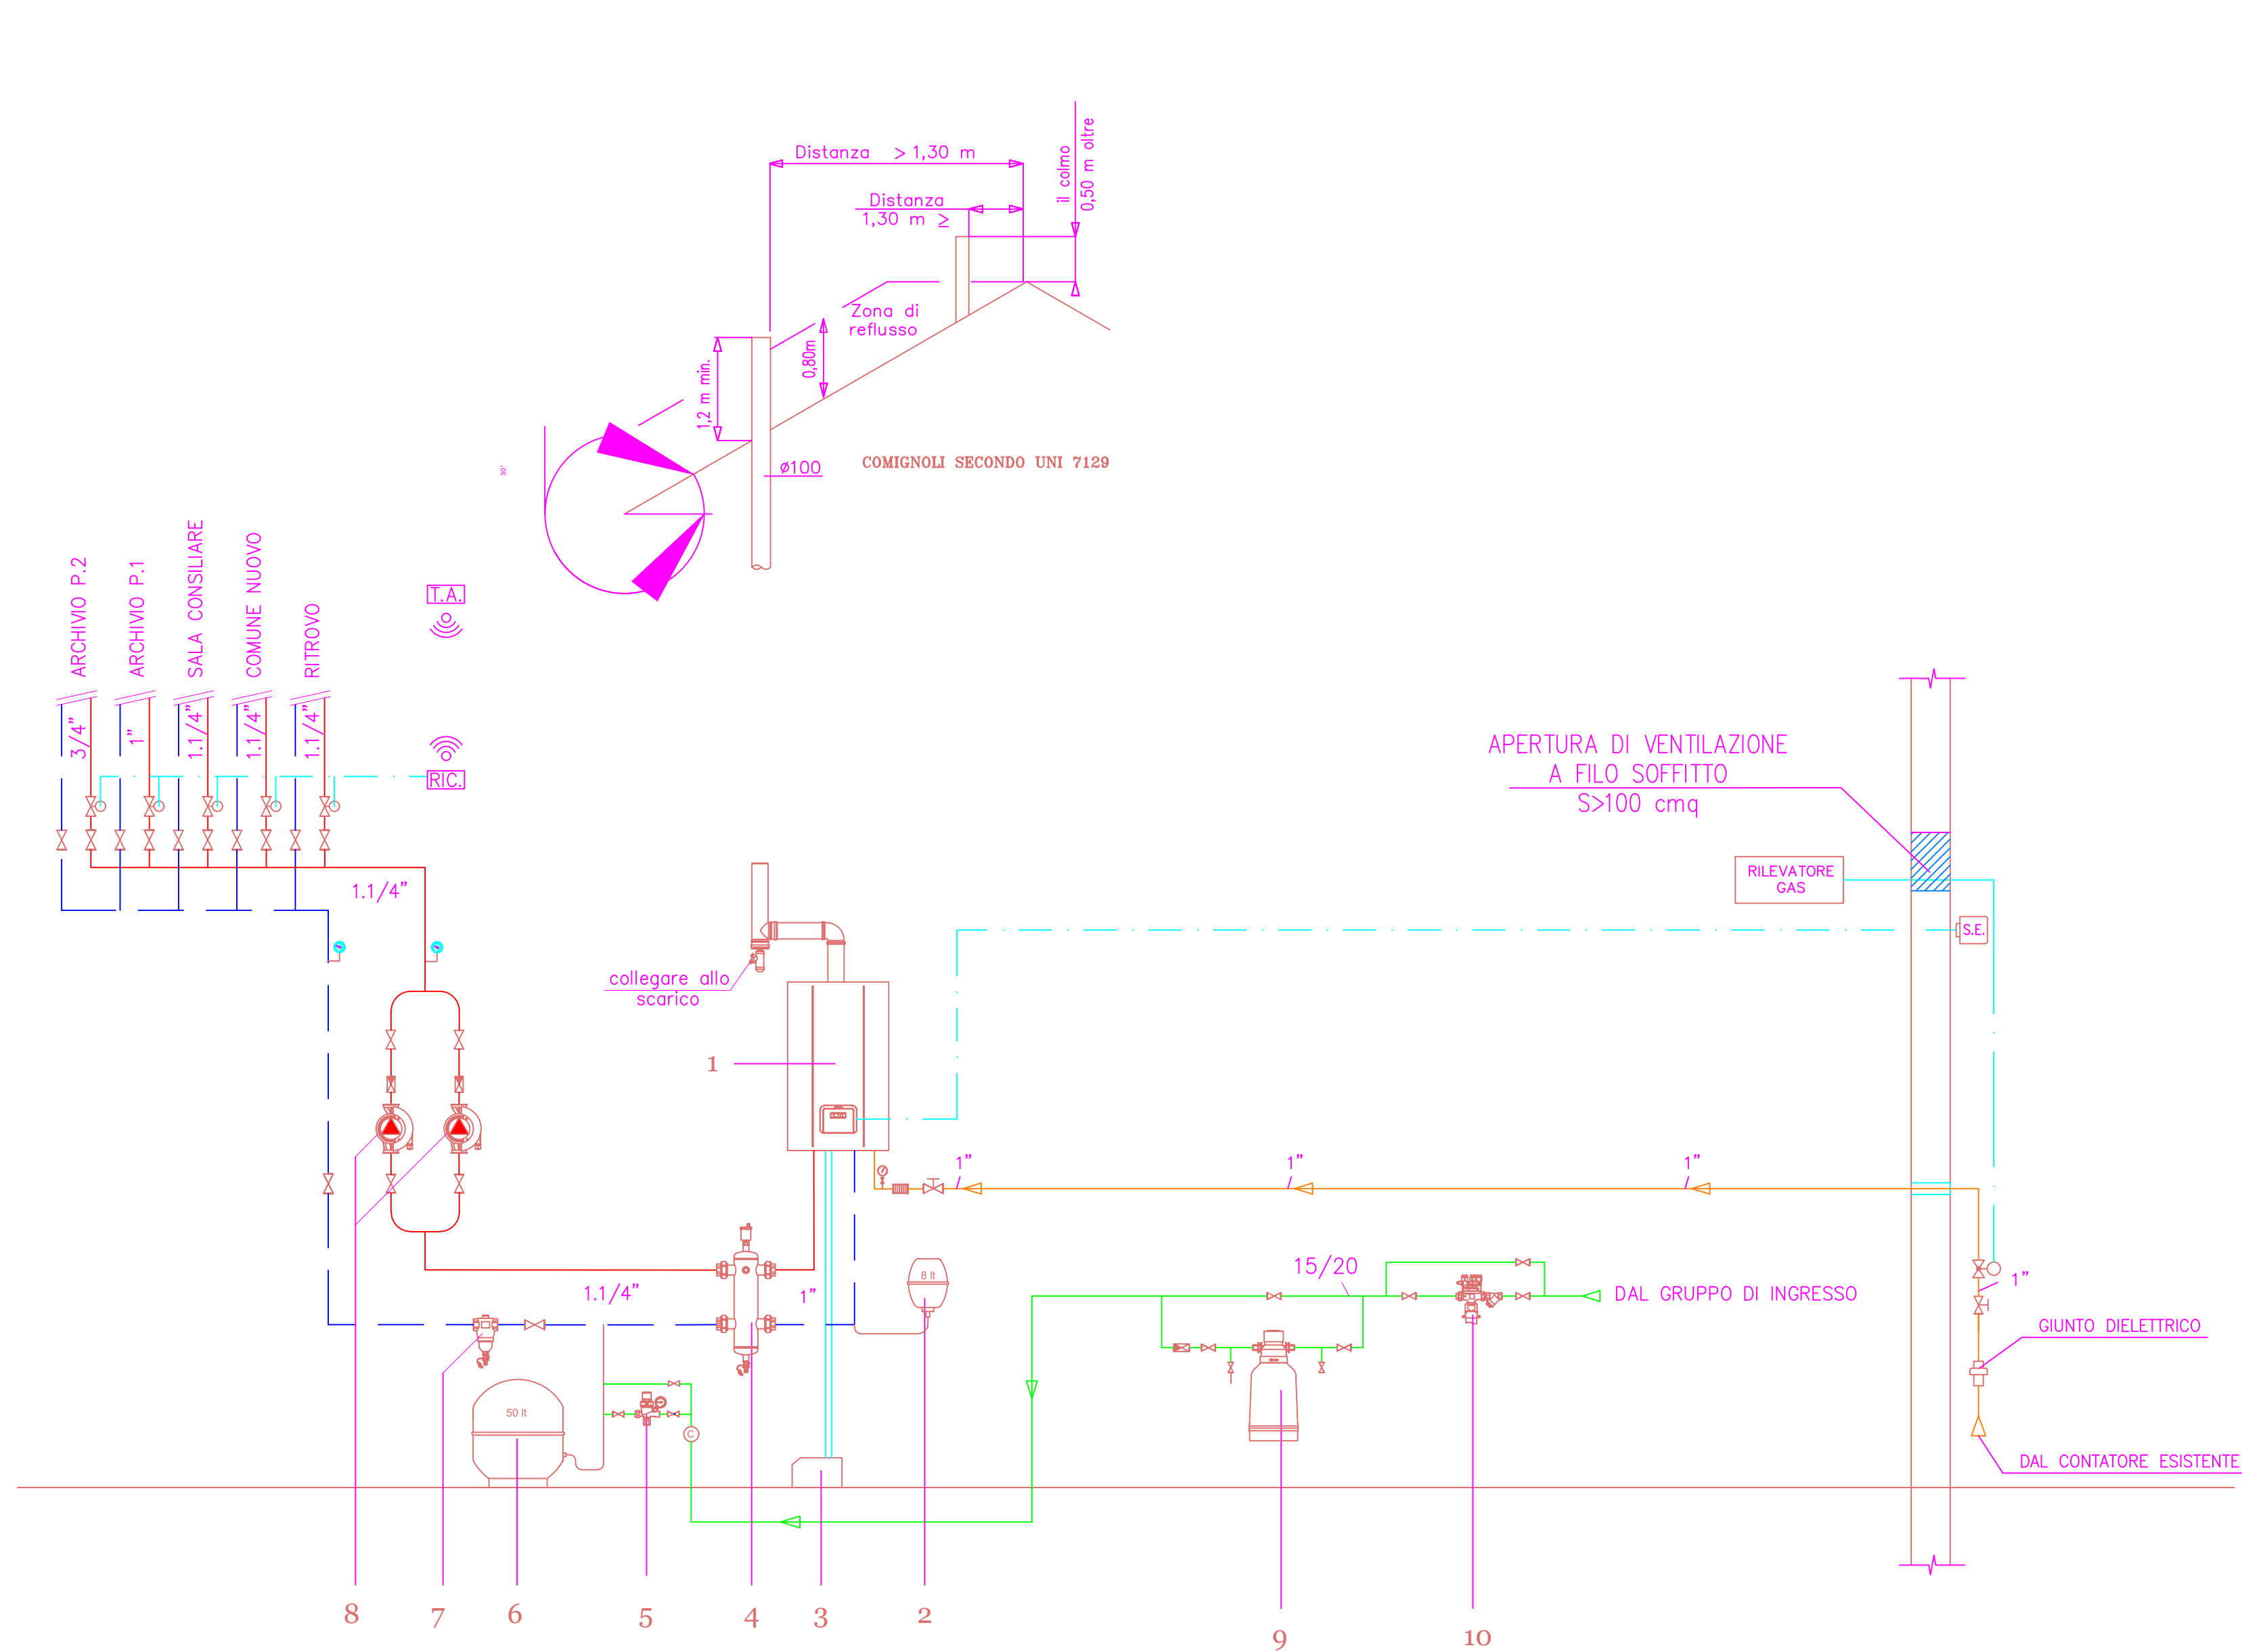 Distanza > 1,30 m
il colmo
0,50 m oltre
Distanza
1,30 m ≥
Zona di
reflusso
0,80m
1,2 m min.
30°
ø100
COMIGNOLI SECONDO UNI 7129
ARCHIVIO P.2
ARCHIVIO P.1
SALA CONSILIARE
COMUNE NUOVO
RITROVO
T.A.
RIC.
3/4"
1"
1.1/4"
1.1/4"
1.1/4"
1.1/4"
APERTURA DI VENTILAZIONE
A FILO SOFFITTO
S>100 cmq
RILEVATORE
GAS
S.E.
collegare allo
scarico
1
1"
1"
1"
1.1/4"
1"
8 lt
15/20
DAL GRUPPO DI INGRESSO
1"
GIUNTO DIELETTRICO
50 lt
C
DAL CONTATORE ESISTENTE
8
7
6
5
4
3
2
9
10